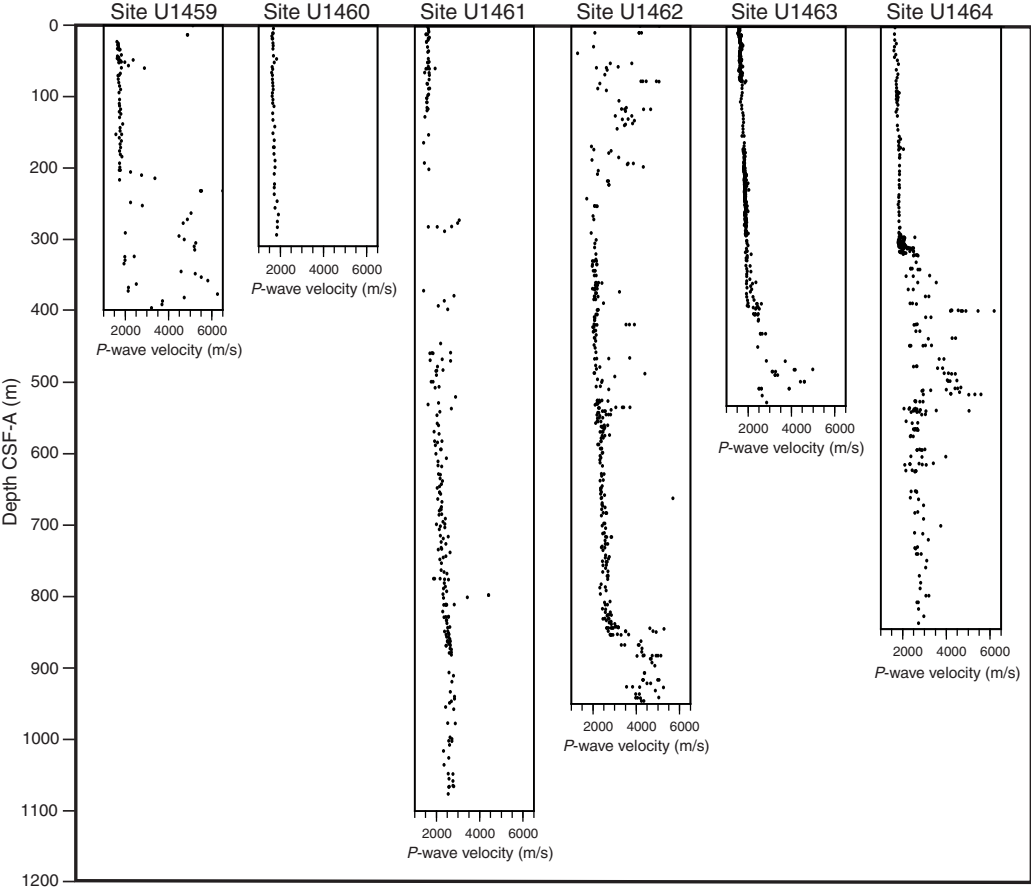 Site U1459 Site U1460 Site U1461 Site U1462 Site U1463 Site U1464
0
100
200
300
2000 4000 6000
P-wave velocity (m/s)
400
2000 4000 6000
P-wave velocity (m/s)
500
2000 4000 6000
P-wave velocity (m/s)
600
Depth CSF-A (m)
700
800
2000 4000 6000
P-wave velocity (m/s)
900
2000 4000 6000
P-wave velocity (m/s)
1000
1100
2000 4000 6000
P-wave velocity (m/s)
1200